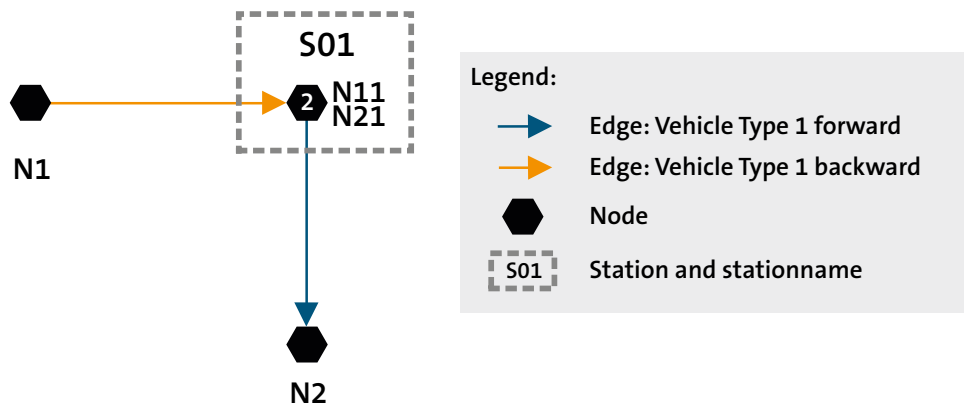 S01
2
N11
N21
N1
N2
Legend:
Edge: Vehicle Type 1 forward
Edge: Vehicle Type 1 backward
Node
S01 Station and stationname